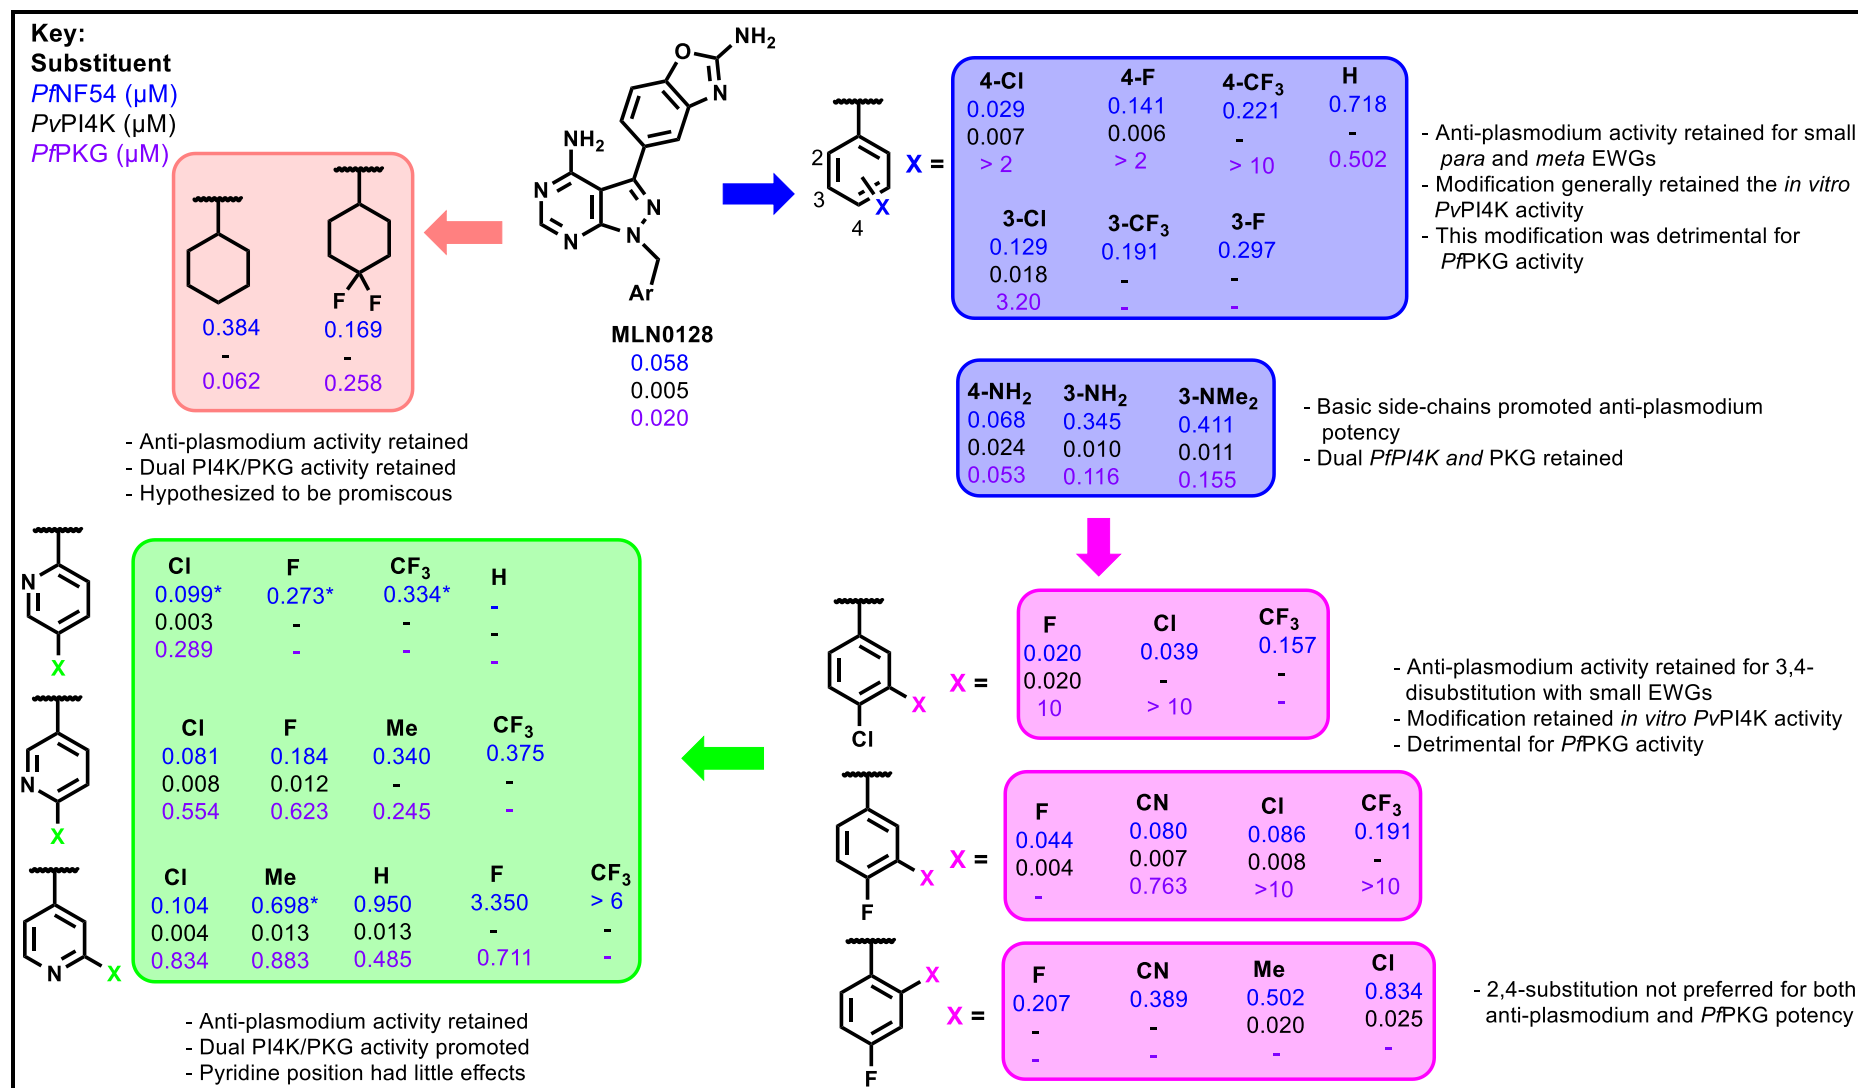 Key:
Substituent
PfNF54 (µM)
PvPI4K (µM)
PfPKG (µM)
F F
0.384 0.169
- -
0.062 0.258
- Anti-plasmodium activity retained
- Dual PI4K/PKG activity retained
- Hypothesized to be promiscous
NH2
O
N
NH2
N
N
N
N
Ar
MLN0128
0.058
0.005
0.020
2
3
4
X
X =
4-Cl 4-F 4-CF3 H
0.029 0.141 0.221 0.718
0.007 0.006 - -
> 2 > 2 > 10 0.502
3-Cl 3-CF3 3-F
0.129 0.191 0.297
0.018 - -
3.20 - -
- Anti-plasmodium activity retained for small
para and meta EWGs
- Modification generally retained the in vitro
PvPI4K activity
- This modification was detrimental for
PfPKG activity
4-NH2 3-NH2 3-NMe2
0.068 0.345 0.411
0.024 0.010 0.011
0.053 0.116 0.155
- Basic side-chains promoted anti-plasmodium
potency
- Dual PfPI4K and PKG retained
X
Cl
X =
F Cl CF3
0.020 0.039 0.157
0.020 - -
10 > 10 -
- Anti-plasmodium activity retained for 3,4-
disubstitution with small EWGs
- Modification retained in vitro PvPI4K activity
- Detrimental for PfPKG activity
X
F
X =
F CN Cl CF3
0.044 0.080 0.086 0.191
0.004 0.007 0.008 -
- 0.763 >10 >10
X
F
X =
F CN Me Cl
0.207 0.389 0.502 0.834
- - 0.020 0.025
- - - -
- 2,4-substitution not preferred for both
anti-plasmodium and PfPKG potency
N
X
Cl F CF3 H
0.099* 0.273* 0.334* -
0.003 - - -
0.289 - - -
N
X
Cl F Me CF3
0.081 0.184 0.340 0.375
0.008 0.012 - -
0.554 0.623 0.245 -
N
X
Cl Me H F CF3
0.104 0.698* 0.950 3.350 > 6
0.004 0.013 0.013 - -
0.834 0.883 0.485 0.711 -
- Anti-plasmodium activity retained
- Dual PI4K/PKG activity promoted
- Pyridine position had little effects